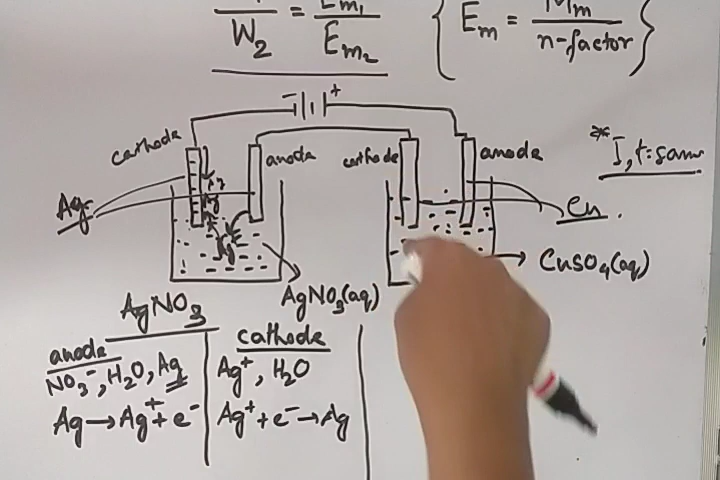 W₂ = Em₁ / Em₂
{ Em = Mm / n-factor }
- +
cathode anode cathode anode
* I, t = same
Ag Cu
AgNO₃(aq) CuSO₄(aq)
AgNO₃
anode cathode
NO₃⁻, H₂O, Ag Ag⁺, H₂O
Ag → Ag⁺ + e⁻ Ag⁺ + e⁻ → Ag